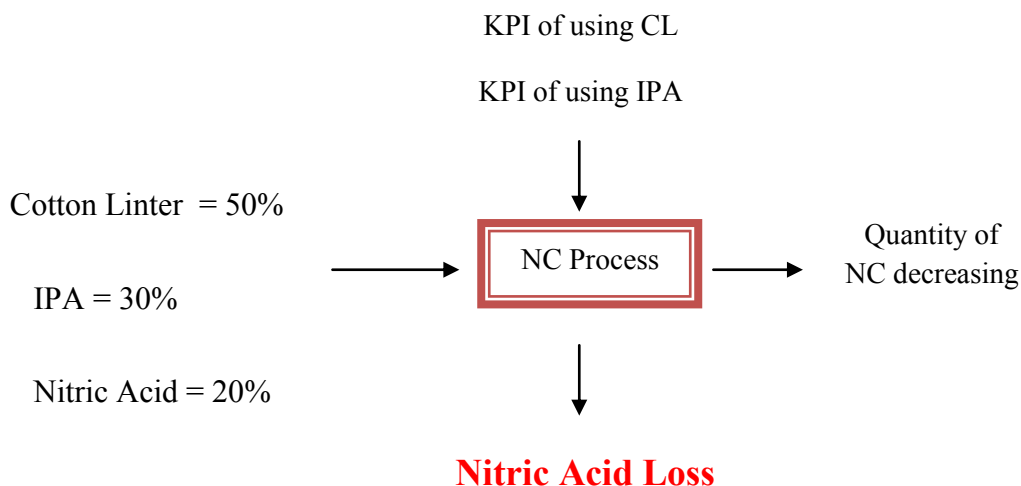 KPI of using CL
KPI of using IPA
Cotton Linter = 50%
IPA = 30%
Nitric Acid = 20%
NC Process
Quantity of
NC decreasing
Nitric Acid Loss